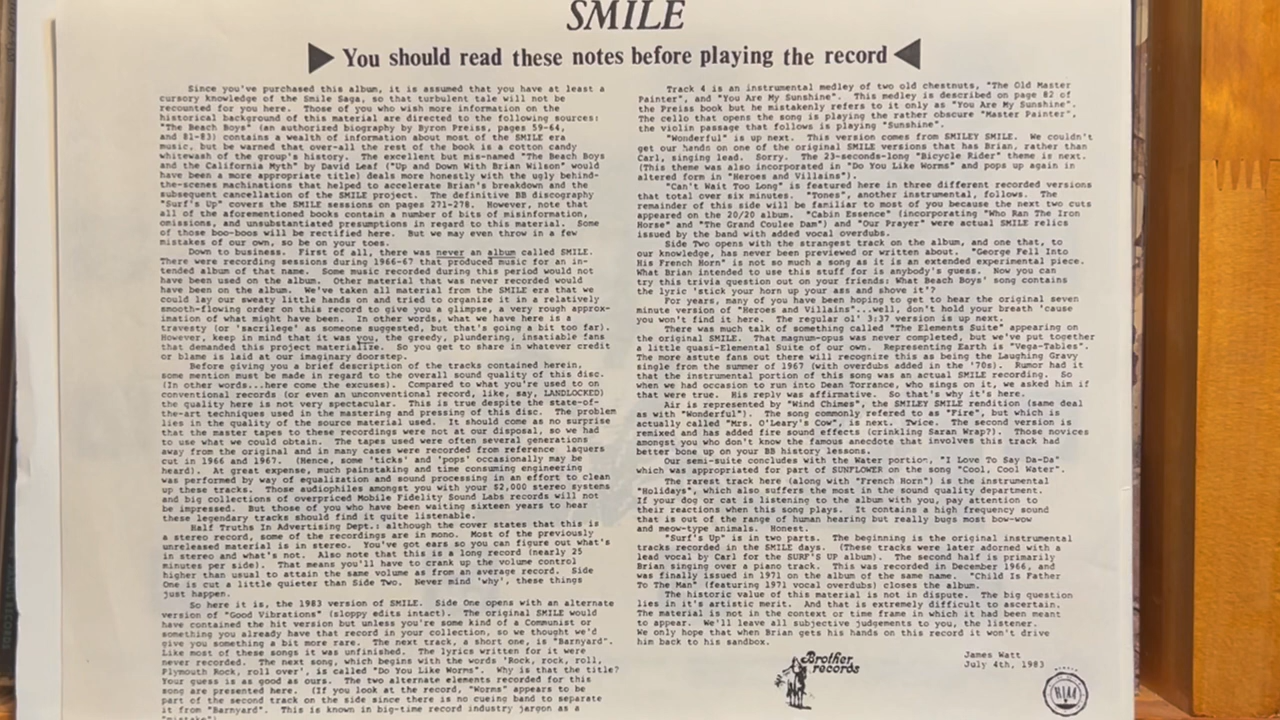 SMILE
You should read these notes before playing the record
Since you've purchased this album, it is assumed that you have at least a
cursory knowledge of the Smile Saga, so that turbulent tale will not be
recounted for you here. Those of you who wish more information on the
historical background of this material are directed to the following sources:
"The Beach Boys" (an authorized biography by Byron Preiss, pages 59-64,
and 81-83) contains a wealth of information about most of the SMILE era
music, but be warned that over-all the rest of the book is a cotton candy
whitewash of the group's history. The excellent but mis-named "The Beach Boys
and the California Myth" by David Leaf ("Up and Down With Brian Wilson" would
have been a more appropriate title) deals more honestly with the ugly behind-
the-scenes machinations that helped to accelerate Brian's breakdown and the
subsequent cancellation of the SMILE project. The definitive BB discography
"Surf's Up" covers the SMILE sessions on pages 271-278. However, note that
all of the aforementioned books contain a number of bits of misinformation,
omissions, and unsubstantiated presumptions in regard to this material. Some
of those boo-boos will be rectified here. But we may even throw in a few
mistakes of our own, so be on your toes.
Down to business. First of all, there was never an album called SMILE.
There were recording sessions during 1966-67 that produced music for an in-
tended album of that name. Some music recorded during this period would not
have been used on the album. Other material that was never recorded would
have been on the album. We've taken all material from the SMILE era that we
could lay our sweaty little hands on and tried to organize it in a relatively
smooth-flowing order on this record to give you a glimpse, a very rough approx-
imation of what might have been. In other words, what we have here is a
travesty (or 'sacrilege' as someone suggested, but that's going a bit too far).
However, keep in mind that it was you, the greedy, plundering, insatiable fans
that demanded this project materialize. So you get to share in whatever credit
or blame is laid at our imaginary doorstep.
Before giving you a brief description of the tracks contained herein,
some mention must be made in regard to the overall sound quality of this disc.
(In other words...here come the excuses). Compared to what you're used to on
conventional records (or even an unconventional record, like, say, LANDLOCKED)
the quality here is not very spectacular. This is true despite the state-of-
the-art techniques used in the mastering and pressing of this disc. The problem
lies in the quality of the source material used. It should come as no surprise
that the master tapes to these recordings were not at our disposal, so we had
to use what we could obtain. The tapes used were often several generations
away from the original and in many cases were recorded from reference laquers
cut in 1966 and 1967. (Hence, some 'ticks' and 'pops' occasionally may be
heard). At great expense, much painstaking and time consuming engineering
was performed by way of equalization and sound processing in an effort to clean
up these tracks. Those audiophiles amongst you with your $2,000 stereo systems
and big collections of overpriced Mobile Fidelity Sound Labs records will not
be impressed. But those of you who have been waiting sixteen years to hear
these legendary tracks should find it quite listenable.
Half Truths In Advertising Dept.: although the cover states that this is
a stereo record, some of the recordings are in mono. Most of the previously
unreleased material is in stereo. You've got ears so you can figure out what's
in stereo and what's not. Also note that this is a long record (nearly 25
minutes per side). That means you'll have to crank up the volume control
higher than usual to attain the same volume as from an average record. Side
One is cut a little quieter than Side Two. Never mind 'why', these things
just happen.
So here it is, the 1983 version of SMILE. Side One opens with an alternate
version of "Good Vibrations" (sloppy edits intact). The original SMILE would
have contained the hit version but unless you're some kind of a Communist or
something you already have that record in your collection, so we thought we'd
give you something a bit more rare. The next track, a short one, is "Barnyard".
Like most of these songs it was unfinished. The lyrics written for it were
never recorded. The next song, which begins with the words 'Rock, rock, roll,
Plymouth Rock, roll over', is called "Do You Like Worms". Why is that the title?
Your guess is as good as ours. The two alternate elements recorded for this
song are presented here. (If you look at the record, "Worms" appears to be
part of the second track on the side since there is no cueing band to separate
it from "Barnyard". This is known in big-time record industry jargon as a
"mistake")
Track 4 is an instrumental medley of two old chestnuts, "The Old Master
Painter", and "You Are My Sunshine". This medley is described on page 82 of
the Preiss book but he mistakenly refers to it only as "You Are My Sunshine".
The cello that opens the song is playing the rather obscure "Master Painter",
the violin passage that follows is playing "Sunshine".
"Wonderful" is up next. This version comes from SMILEY SMILE. We couldn't
get our hands on one of the original SMILE versions that has Brian, rather than
Carl, singing lead. Sorry. The 23-seconds-long "Bicycle Rider" theme is next.
(This theme was also incorporated in "Do You Like Worms" and pops up again in
altered form in "Heroes and Villains").
"Can't Wait Too Long" is featured here in three different recorded versions
that total over six minutes. "Tones", another instrumental, follows. The
remainder of this side will be familiar to most of you because the next two cuts
appeared on the 20/20 album. "Cabin Essence" (incorporating "Who Ran The Iron
Horse" and "The Grand Coulee Dam") and "Our Prayer" were actual SMILE relics
issued by the band with added vocal overdubs.
Side Two opens with the strangest track on the album, and one that, to
our knowledge, has never been previewed or written about. "George Fell Into
His French Horn" is not so much a song as it is an extended experimental piece.
What Brian intended to use this stuff for is anybody's guess. Now you can
try this trivia question out on your friends: What Beach Boys' song contains
the lyric 'stick your horn up your ass and shove it'?
For years, many of you have been hoping to get to hear the original seven
minute version of "Heroes and Villains"...well, don't hold your breath 'cause
you won't find it here. The regular ol' 3:37 version is up next.
There was much talk of something called "The Elements Suite" appearing on
the original SMILE. That magnum-opus was never completed, but we've put together
a little quasi-Elemental Suite of our own. Representing Earth is "Vega-Tables".
The more astute fans out there will recognize this as being the Laughing Gravy
single from the summer of 1967 (with overdubs added in the '70s). Rumor had it
that the instrumental portion of this song was an actual SMILE recording. So
when we had occasion to run into Dean Torrance, who sings on it, we asked him if
that were true. His reply was affirmative. So that's why it's here.
Air is represented by "Wind Chimes", the SMILEY SMILE rendition (same deal
as with "Wonderful"). The song commonly refered to as "Fire", but which is
actually called "Mrs. O'Leary's Cow", is next. Twice. The second version is
remixed and has added fire sound effects (crinkling Saran Wrap?). Those novices
amongst you who don't know the famous anecdote that involves this track had
better bone up on your BB history lessons.
Our semi-suite concludes with the Water portion, "I Love To Say Da-Da"
which was appropriated for part of SUNFLOWER on the song "Cool, Cool Water".
The rarest track here (along with "French Horn") is the instrumental
"Holidays", which also suffers the most in the sound quality department.
If your dog or cat is listening to the album with you, pay attention to
their reactions when this song plays. It contains a high frequency sound
that is out of the range of human hearing but really bugs most bow-wow
and meow-type animals. Honest.
"Surf's Up" is in two parts. The beginning is the original instrumental
tracks recorded in the SMILE days. (These tracks were later adorned with a
lead vocal by Carl for the SURF'S UP album). The second half is primarily
Brian singing over a piano track. This was recorded in December 1966, and
was finally issued in 1971 on the album of the same name. "Child Is Father
To The Man" (featuring 1971 vocal overdubs) closes the album.
The historic value of this material is not in dispute. The big question
lies in it's artistic merit. And that is extremely difficult to ascertain.
The material is not in the context or time frame in which it had been meant
to appear. We'll leave all subjective judgements to you, the listener.
We only hope that when Brian gets his hands on this record it won't drive
him back to his sandbox.
James Watt
July 4th, 1983
Brother
records
RIAA